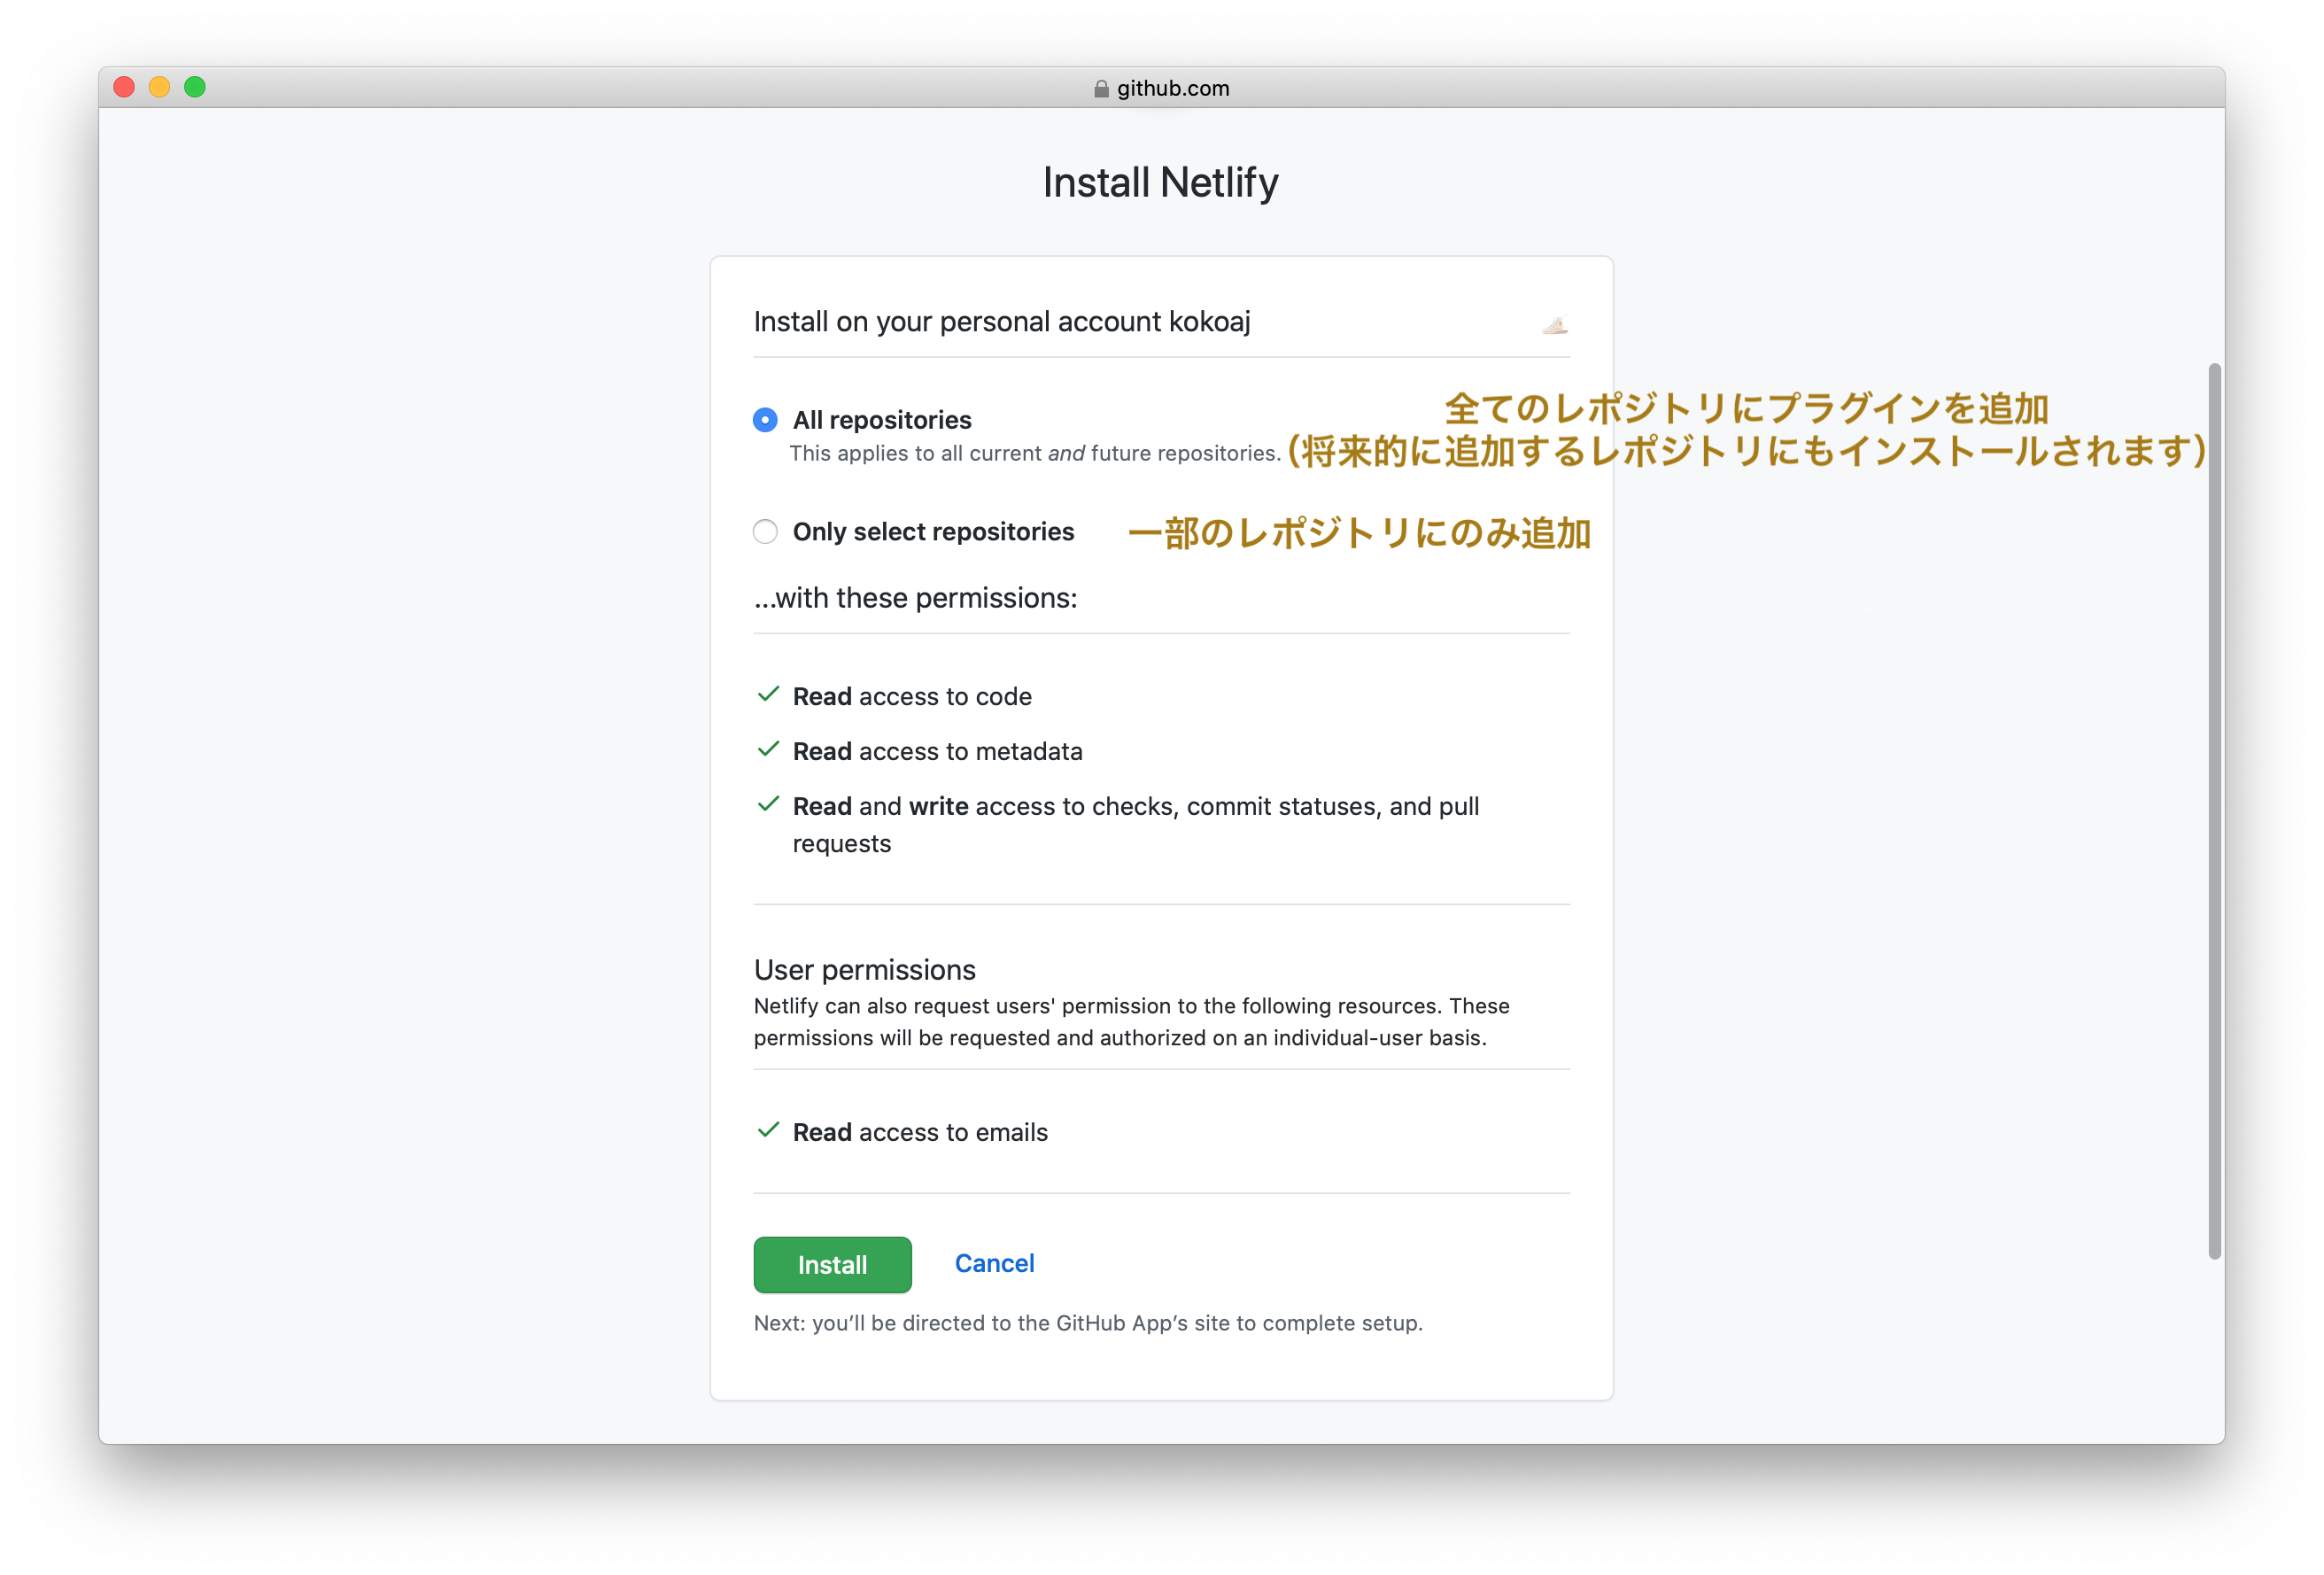 github.com
Install Netlify
Install on your personal account kokoaj
All repositories
全てのレポジトリにプラグインを追加
This applies to all current and future repositories.
（将来的に追加するレポジトリにもインストールされます）
Only select repositories
一部のレポジトリにのみ追加
...with these permissions:
Read access to code
Read access to metadata
Read and write access to checks, commit statuses, and pull
requests
User permissions
Netlify can also request users' permission to the following resources. These
permissions will be requested and authorized on an individual-user basis.
Read access to emails
Install
Cancel
Next: you’ll be directed to the GitHub App’s site to complete setup.